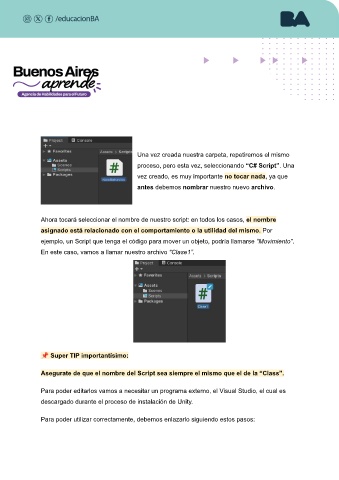 /educacionBA
BA
Buenos Aires
aprende
Agencia de Habilidades para el Futuro
Project Console
Favorites
Assets
Scenes
Scripts
Packages
Assets Scripts
Una vez creada nuestra carpeta, repetiremos el mismo
proceso, pero esta vez, seleccionando “C# Script”. Una
vez creado, es muy importante no tocar nada, ya que
antes debemos nombrar nuestro nuevo archivo.
Ahora tocará seleccionar el nombre de nuestro script: en todos los casos, el nombre
asignado está relacionado con el comportamiento o la utilidad del mismo. Por
ejemplo, un Script que tenga el código para mover un objeto, podría llamarse “Movimiento”.
En este caso, vamos a llamar nuestro archivo “Clase1”.
Project Console
Favorites
Assets
Scenes
Scripts
Packages
Assets Scripts
Clase1
📌 Super TIP importantísimo:
Asegurate de que el nombre del Script sea siempre el mismo que el de la “Class”.
Para poder editarlos vamos a necesitar un programa externo, el Visual Studio, el cual es
descargado durante el proceso de instalación de Unity.
Para poder utilizar correctamente, debemos enlazarlo siguiendo estos pasos: